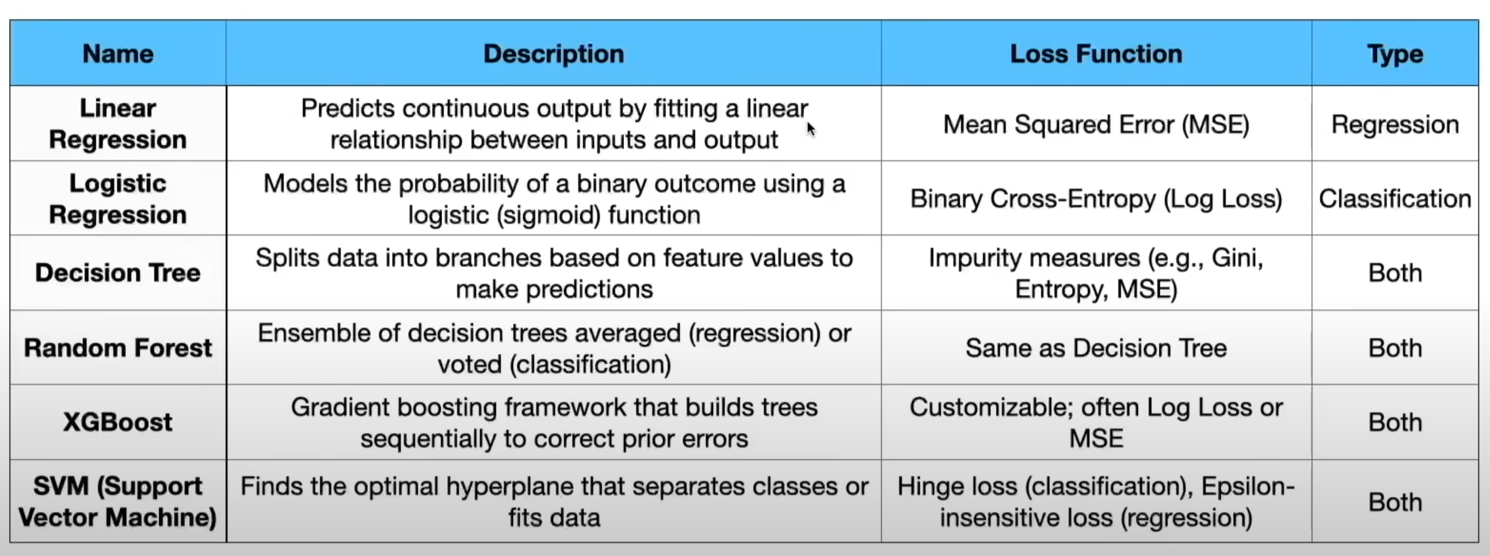 Name Description Loss Function Type
Linear
Regression
Predicts continuous output by fitting a linear
relationship between inputs and output
Mean Squared Error (MSE)
Regression
Logistic
Regression
Models the probability of a binary outcome using a
logistic (sigmoid) function
Binary Cross-Entropy (Log Loss)
Classification
Decision Tree
Splits data into branches based on feature values to
make predictions
Impurity measures (e.g., Gini,
Entropy, MSE)
Both
Random Forest
Ensemble of decision trees averaged (regression) or
voted (classification)
Same as Decision Tree
Both
XGBoost
Gradient boosting framework that builds trees
sequentially to correct prior errors
Customizable; often Log Loss or
MSE
Both
SVM (Support
Vector Machine)
Finds the optimal hyperplane that separates classes or
fits data
Hinge loss (classification), Epsilon-
insensitive loss (regression)
Both